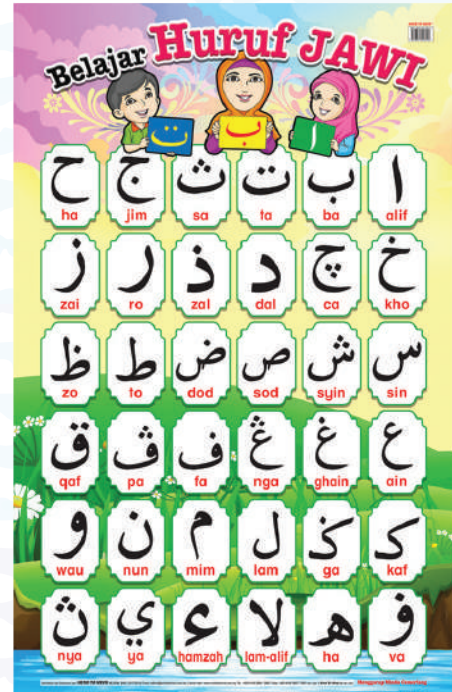 Belajar Huruf JAWI
ت ب ا
ح ج ث ت ب ا
ha jim sa ta ba alif
ز ر ذ د چ خ
zai ro zal dal ca kho
ظ ط ض ص ش س
zo to dod sod syin sin
ق ڤ ف ڠ غ ع
qaf pa fa nga ghain ain
و ن م ل ݢ ک
wau nun mim lam ga kaf
ڽ ي ء لا ه ۏ
nya ya hamzah lam-alif ha va